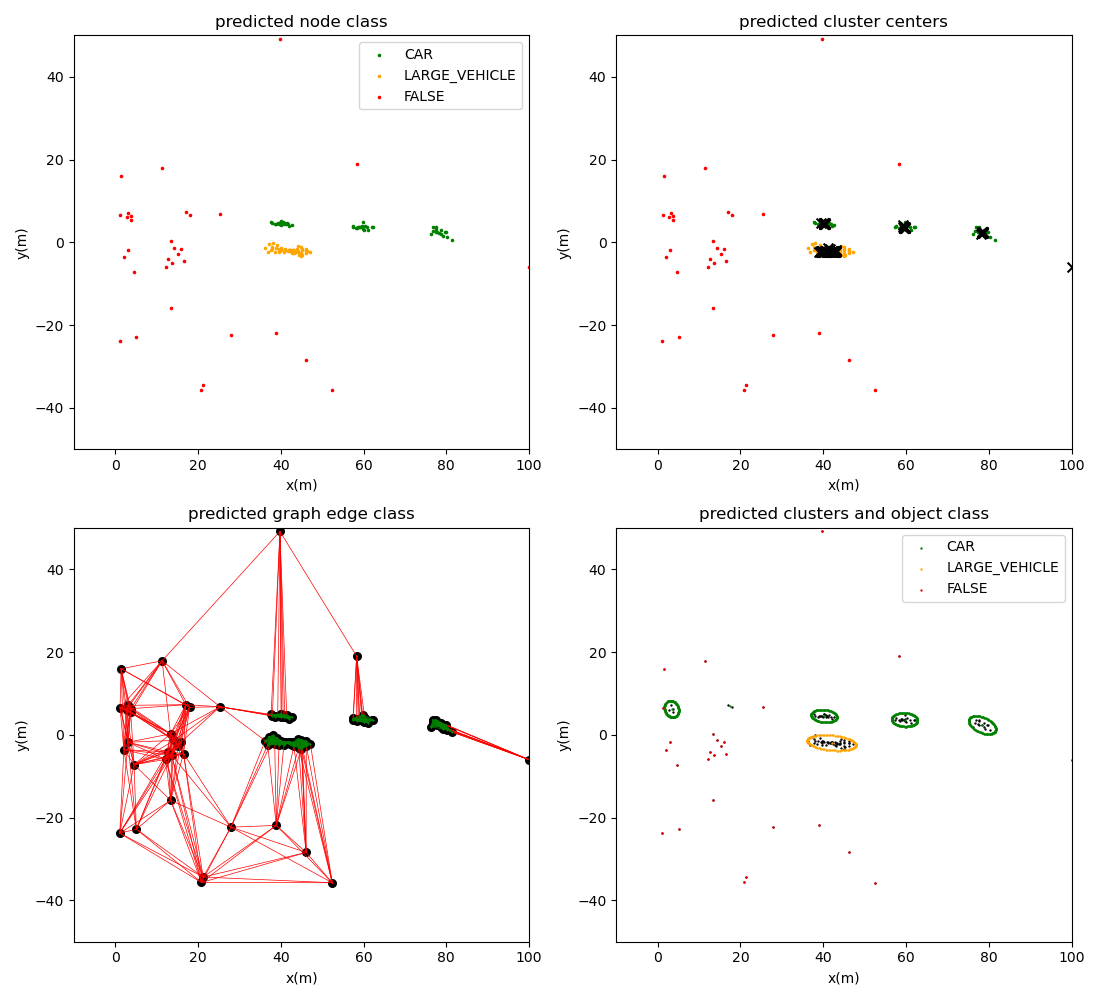 predicted node class
CAR
LARGE_VEHICLE
FALSE
40
20
0
−20
−40
y(m)
0 20 40 60 80 100
x(m)
predicted cluster centers
40
20
0
−20
−40
y(m)
0 20 40 60 80 100
x(m)
predicted graph edge class
40
20
0
−20
−40
y(m)
0 20 40 60 80 100
x(m)
predicted clusters and object class
CAR
LARGE_VEHICLE
FALSE
40
20
0
−20
−40
y(m)
0 20 40 60 80 100
x(m)